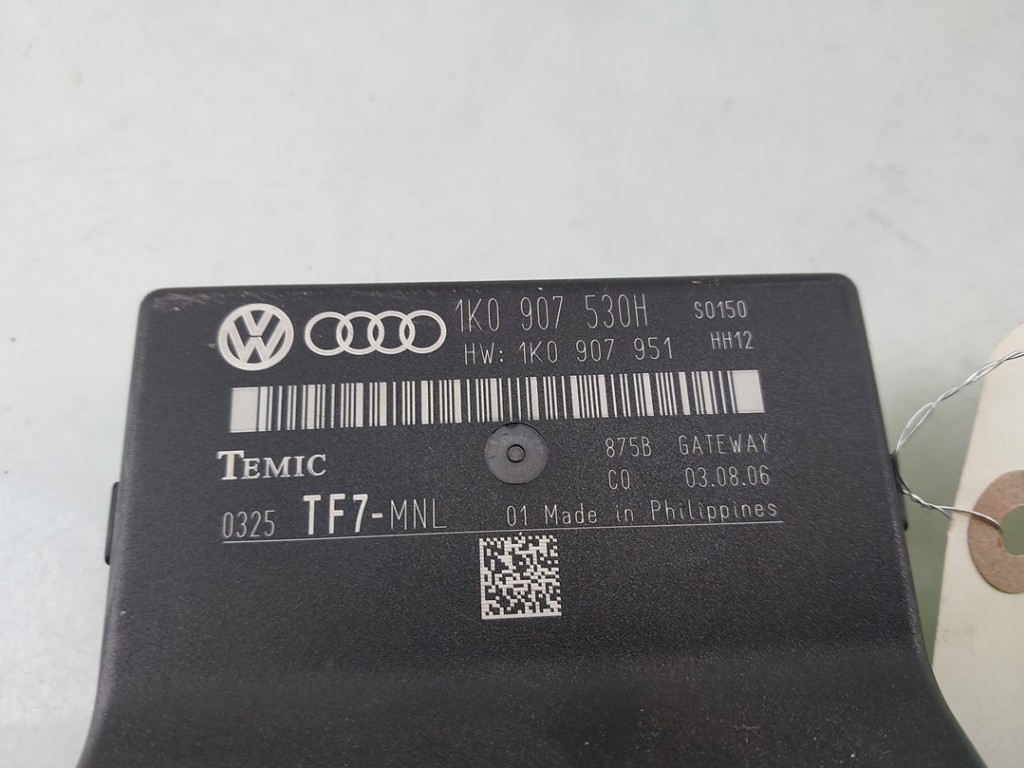 1K0 907 530H S0150
HW: 1K0 907 951 HH12
TEMIC 875B GATEWAY
C0 03.08.06
0325 TF7-MNL 01 Made in Philippines